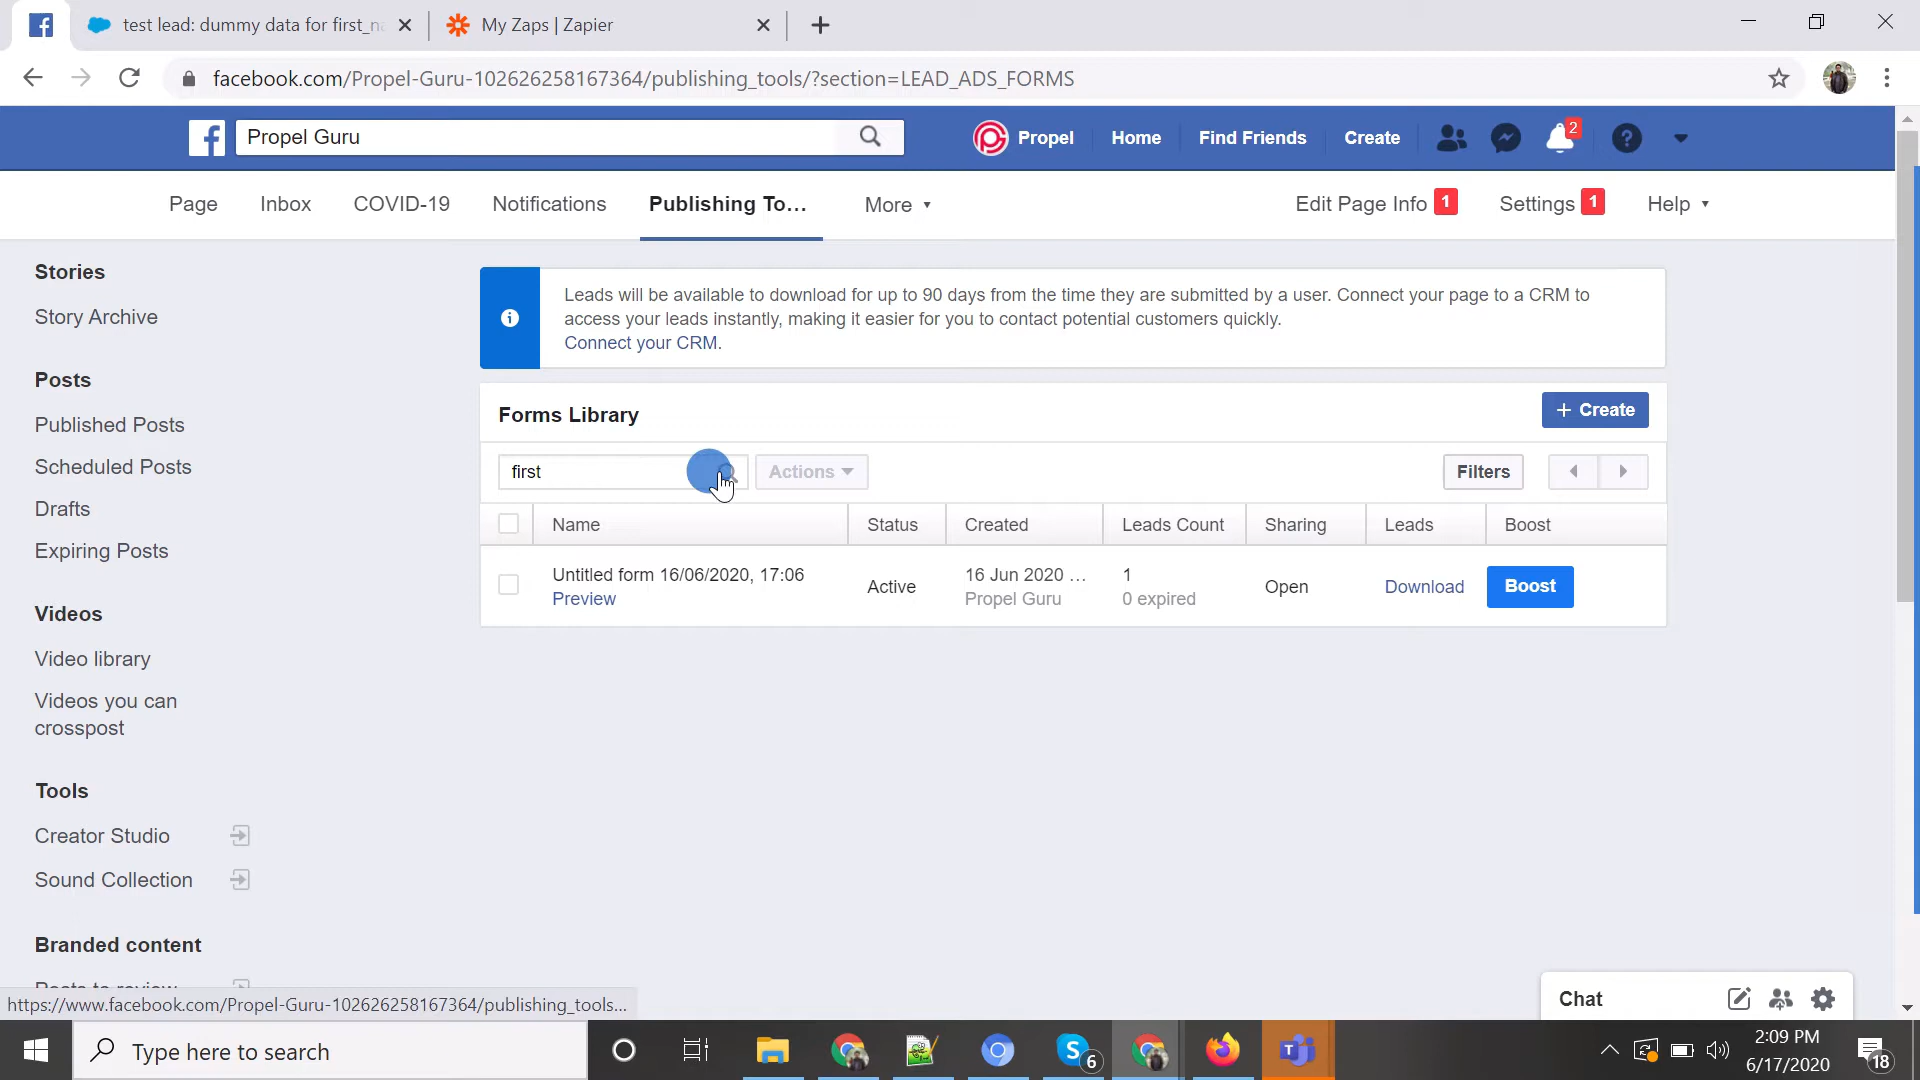 test lead: dummy data for first_na
My Zaps | Zapier
facebook.com/Propel-Guru-102626258167364/publishing_tools/?section=LEAD_ADS_FORMS
Propel Guru
Propel
Home
Find Friends
Create
2
Page
Inbox
COVID-19
Notifications
Publishing To...
More
Edit Page Info 1
Settings 1
Help
Stories
Story Archive
Posts
Published Posts
Scheduled Posts
Drafts
Expiring Posts
Videos
Video library
Videos you can
crosspost
Tools
Creator Studio
Sound Collection
Branded content
Posts to review
Leads will be available to download for up to 90 days from the time they are submitted by a user. Connect your page to a CRM to
access your leads instantly, making it easier for you to contact potential customers quickly.
Connect your CRM.
Forms Library
+ Create
first
Actions
Filters
Name
Status
Created
Leads Count
Sharing
Leads
Boost
Untitled form 16/06/2020, 17:06
Preview
Active
16 Jun 2020 ...
Propel Guru
1
0 expired
Open
Download
Boost
Chat
https://www.facebook.com/Propel-Guru-102626258167364/publishing_tools...
Type here to search
6
2:09 PM
6/17/2020
18